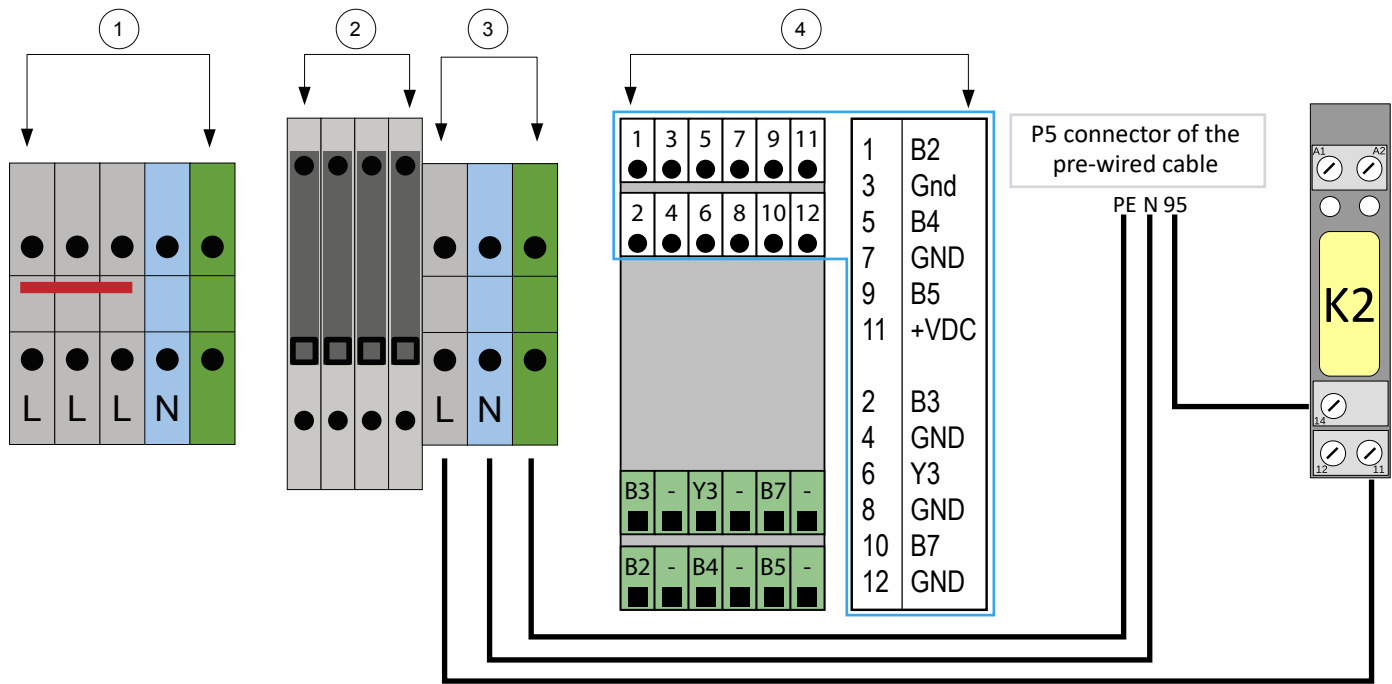 1
2
3
4
1 3 5 7 9 11
2 4 6 8 10 12
1 B2
3 Gnd
5 B4
7 GND
9 B5
11 +VDC
2 B3
4 GND
6 Y3
8 GND
10 B7
12 GND
P5 connector of the
pre-wired cable
PE N 95
A1 A2
K2
14
12 11
L L L N
L N
B3 - Y3 - B7 -
B2 - B4 - B5 -